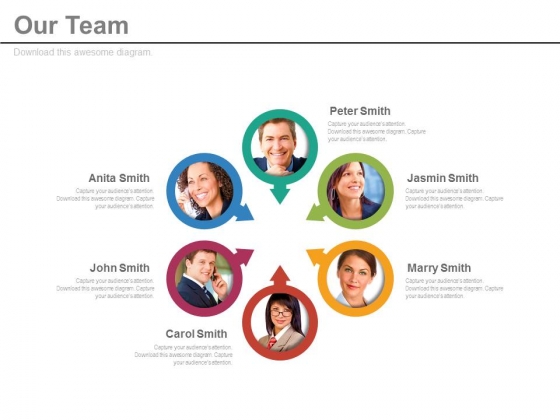 Our Team
Download this awesome diagram.
Peter Smith
Capture your audience's attention.
Download this awesome diagram. Capture
your audience's attention.
Anita Smith
Capture your audience's attention.
Download this awesome diagram. Capture
your audience's attention.
Jasmin Smith
Capture your audience's attention.
Download this awesome diagram. Capture
your audience's attention.
John Smith
Capture your audience's attention.
Download this awesome diagram. Capture
your audience's attention.
Marry Smith
Capture your audience's attention.
Download this awesome diagram. Capture
your audience's attention.
Carol Smith
Capture your audience's attention.
Download this awesome diagram. Capture
your audience's attention.